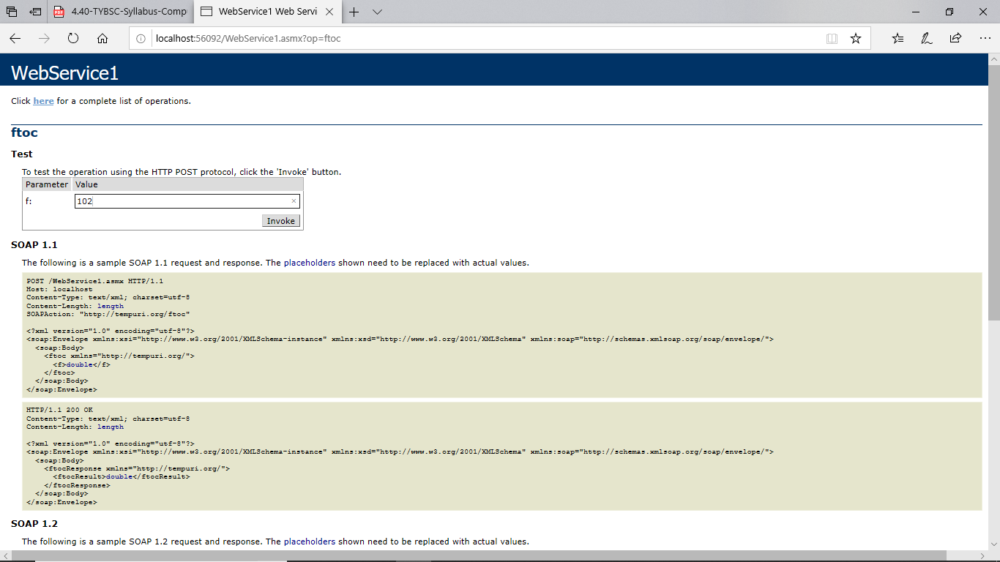 4.40-TYBSC-Syllabus-Comp
WebService1 Web Servi
localhost:56092/WebService1.asmx?op=ftoc
WebService1
Click here for a complete list of operations.
ftoc
Test
To test the operation using the HTTP POST protocol, click the 'Invoke' button.
Parameter Value
f: 102
Invoke
SOAP 1.1
The following is a sample SOAP 1.1 request and response. The placeholders shown need to be replaced with actual values.
POST /WebService1.asmx HTTP/1.1
Host: localhost
Content-Type: text/xml; charset=utf-8
Content-Length: length
SOAPAction: "http://tempuri.org/ftoc"
<?xml version="1.0" encoding="utf-8"?>
<soap:Envelope xmlns:xsi="http://www.w3.org/2001/XMLSchema-instance" xmlns:xsd="http://www.w3.org/2001/XMLSchema" xmlns:soap="http://schemas.xmlsoap.org/soap/envelope/">
<soap:Body>
<ftoc xmlns="http://tempuri.org/">
<f>double</f>
</ftoc>
</soap:Body>
</soap:Envelope>
HTTP/1.1 200 OK
Content-Type: text/xml; charset=utf-8
Content-Length: length
<?xml version="1.0" encoding="utf-8"?>
<soap:Envelope xmlns:xsi="http://www.w3.org/2001/XMLSchema-instance" xmlns:xsd="http://www.w3.org/2001/XMLSchema" xmlns:soap="http://schemas.xmlsoap.org/soap/envelope/">
<soap:Body>
<ftocResponse xmlns="http://tempuri.org/">
<ftocResult>double</ftocResult>
</ftocResponse>
</soap:Body>
</soap:Envelope>
SOAP 1.2
The following is a sample SOAP 1.2 request and response. The placeholders shown need to be replaced with actual values.